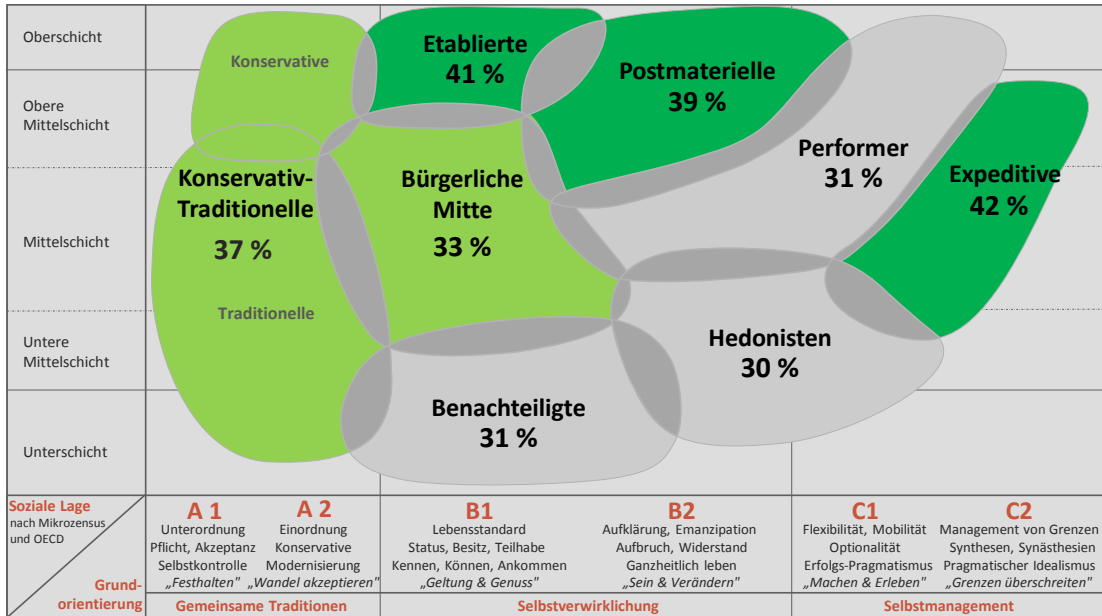 Oberschicht
Obere
Mittelschicht
Mittelschicht
Untere
Mittelschicht
Unterschicht
Konservative
Etablierte
41 %
Postmaterielle
39 %
Performer
31 %
Expeditive
42 %
Konservativ-
Traditionelle
37 %
Traditionelle
Bürgerliche
Mitte
33 %
Hedonisten
30 %
Benachteiligte
31 %
Soziale Lage
nach Mikrozensus
und OECD
Grund-
orientierung
A 1
Unterordnung
Pflicht, Akzeptanz
Selbstkontrolle
„Festhalten"
A 2
Einordnung
Konservative
Modernisierung
„Wandel akzeptieren"
B1
Lebensstandard
Status, Besitz, Teilhabe
Kennen, Können, Ankommen
„Geltung & Genuss"
B2
Aufklärung, Emanzipation
Aufbruch, Widerstand
Ganzheitlich leben
„Sein & Verändern"
C1
Flexibilität, Mobilität
Optionalität
Erfolgs-Pragmatismus
„Machen & Erleben"
C2
Management von Grenzen
Synthesen, Synästhesien
Pragmatischer Idealismus
„Grenzen überschreiten"
Gemeinsame Traditionen
Selbstverwirklichung
Selbstmanagement